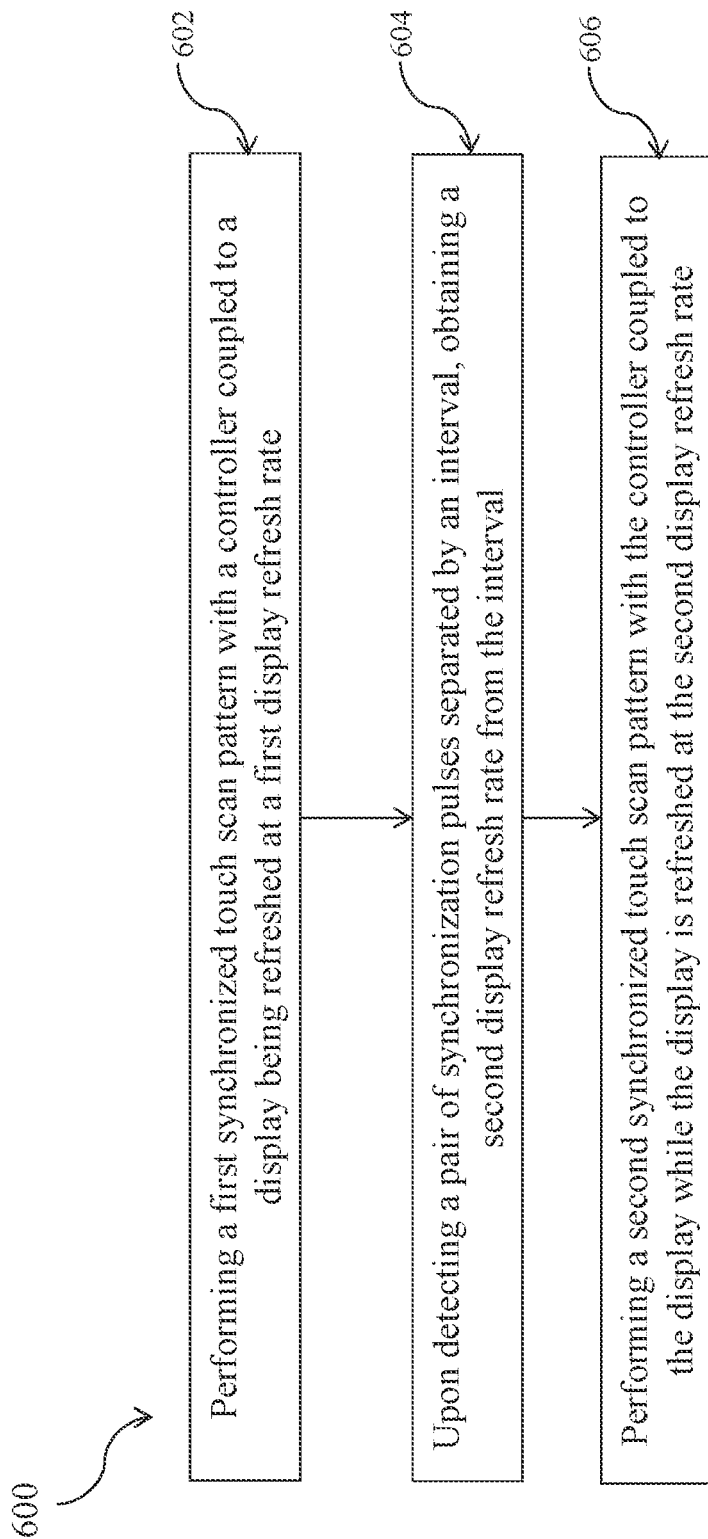 600
602
Performing a first synchronized touch scan pattern with a controller coupled to a
display being refreshed at a first display refresh rate
604
Upon detecting a pair of synchronization pulses separated by an interval, obtaining a
second display refresh rate from the interval
606
Performing a second synchronized touch scan pattern with the controller coupled to
the display while the display is refreshed at the second display refresh rate